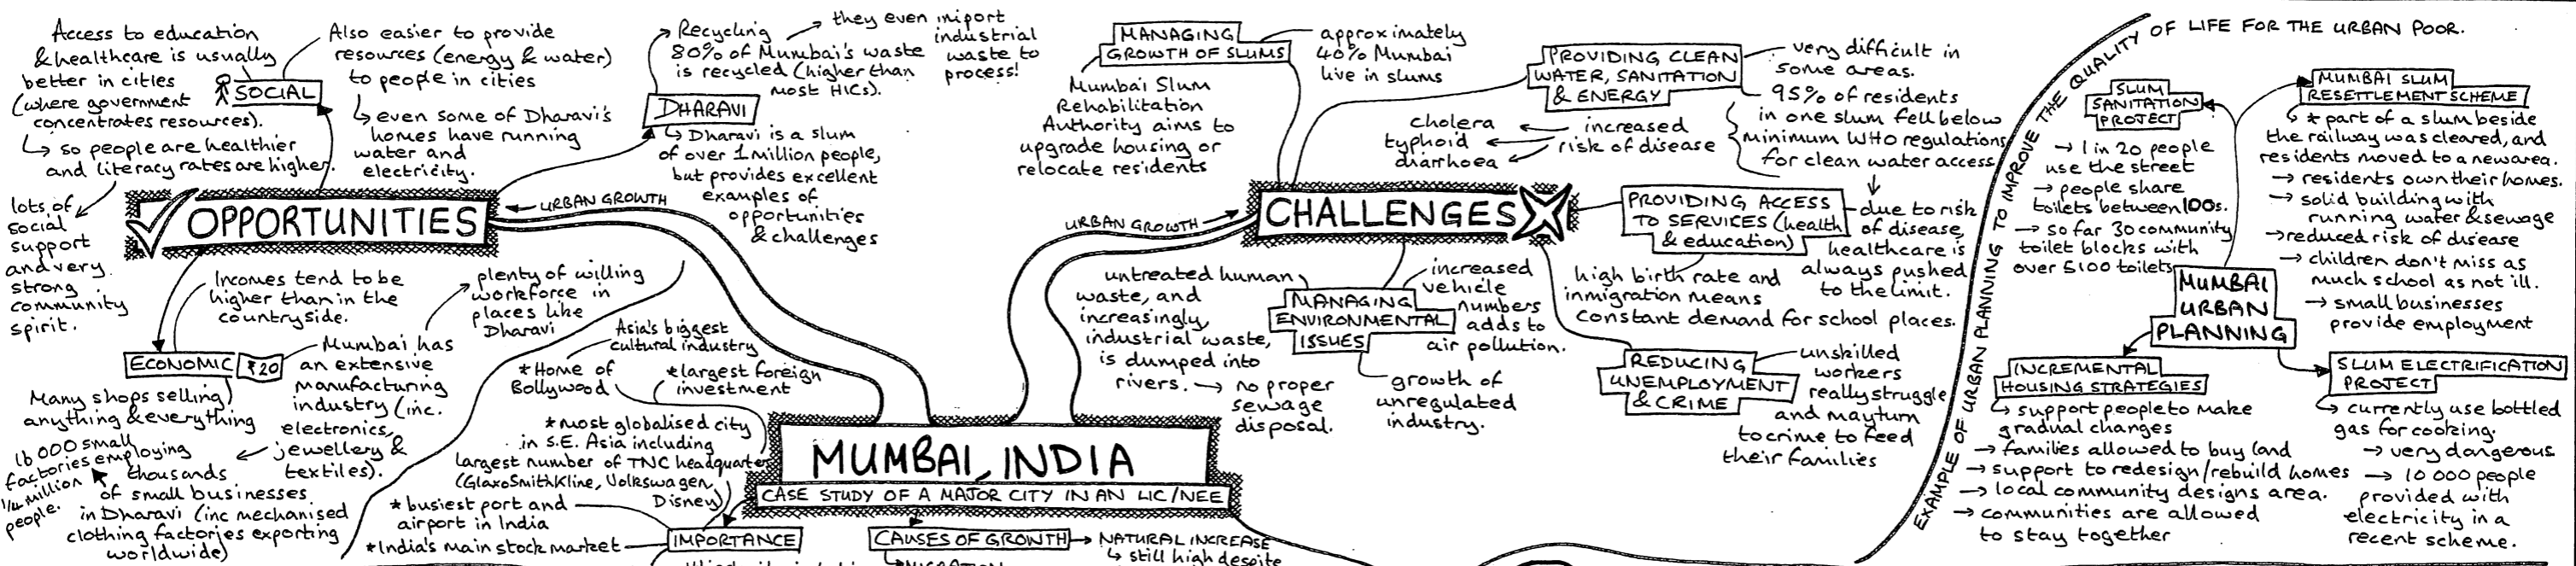 Access to education
& healthcare is usually
better in cities
(where government
concentrates resources).
↳ so people are healthier
and literacy rates are higher.
lots of
social
support
and very
strong
community
spirit.
SOCIAL
Also easier to provide
resources (energy & water)
to people in cities
↳ even some of Dharavi's
homes have running
water and
electricity.
→ Recycling
80% of Mumbai's waste
is recycled (higher than
most HICs).
→ they even import
industrial
waste to
process!
DHARAVI
↳ Dharavi is a slum
of over 1 million people,
but provides excellent
examples of
opportunities
& challenges
OPPORTUNITIES
← URBAN GROWTH
Incomes tend to be
higher than in the
countryside.
plenty of willing
workforce in
places like
Dharavi
ECONOMIC ₹20
Mumbai has
an extensive
manufacturing
industry (inc.
electronics,
jewellery &
textiles).
Many shops selling
anything & everything
thousands
of small businesses
in Dharavi (inc mechanised
clothing factories exporting
worldwide)
small
factories employing
1/4 million
people.
Asia's biggest
cultural industry
* Home of
Bollywood
* largest foreign
investment
* most globalised city
in S.E. Asia including
largest number of TNC headquarters
(GlaxoSmithKline, Volkswagen,
Disney)
* busiest port and
airport in India
* India's main stock market
IMPORTANCE
MUMBAI, INDIA
CASE STUDY OF A MAJOR CITY IN AN LIC/NEE
CAUSES OF GROWTH → NATURAL INCREASE
↳ still high despite
MIGRATION
MANAGING
GROWTH OF SLUMS
approximately
40% Mumbai
live in slums
Mumbai Slum
Rehabilitation
Authority aims to
upgrade housing or
relocate residents
PROVIDING CLEAN
WATER, SANITATION
& ENERGY
very difficult in
some areas.
95% of residents
in one slum fell below
minimum WHO regulations
for clean water access
increased
risk of disease
cholera
typhoid
diarrhoea
URBAN GROWTH →
CHALLENGES
PROVIDING ACCESS
TO SERVICES (health
& education)
due to risk
of disease,
healthcare is
always pushed
to the limit.
high birth rate and
inmigration means
constant demand for school places.
untreated human
waste, and
increasingly,
industrial waste,
is dumped into
rivers. → no proper
sewage
disposal.
MANAGING
ENVIRONMENTAL
ISSUES
increased
vehicle
numbers
adds to
air pollution.
growth of
unregulated
industry.
REDUCING
UNEMPLOYMENT
& CRIME
unskilled
workers
really struggle
and may turn
to crime to feed
their families
EXAMPLE OF URBAN PLANNING TO IMPROVE THE QUALITY OF LIFE FOR THE URBAN POOR.
SLUM
SANITATION
PROJECT
→ 1 in 20 people
use the street
→ people share
toilets between 100s.
→ so far 30 community
toilet blocks with
over 5100 toilets
MUMBAI SLUM
RESETTLEMENT SCHEME
↳ * part of a slum beside
the railway was cleared, and
residents moved to a new area.
→ residents own their homes.
→ solid building with
running water & sewage
→ reduced risk of disease
→ children don't miss as
much school as not ill.
→ small businesses
provide employment
MUMBAI
URBAN
PLANNING
INCREMENTAL
HOUSING STRATEGIES
↳ support people to make
gradual changes
→ families allowed to buy land
→ support to redesign/rebuild homes
→ local community designs area.
→ communities are allowed
to stay together
SLUM ELECTRIFICATION
PROJECT
↳ currently use bottled
gas for cooking.
→ very dangerous
→ 10 000 people
provided with
electricity in a
recent scheme.